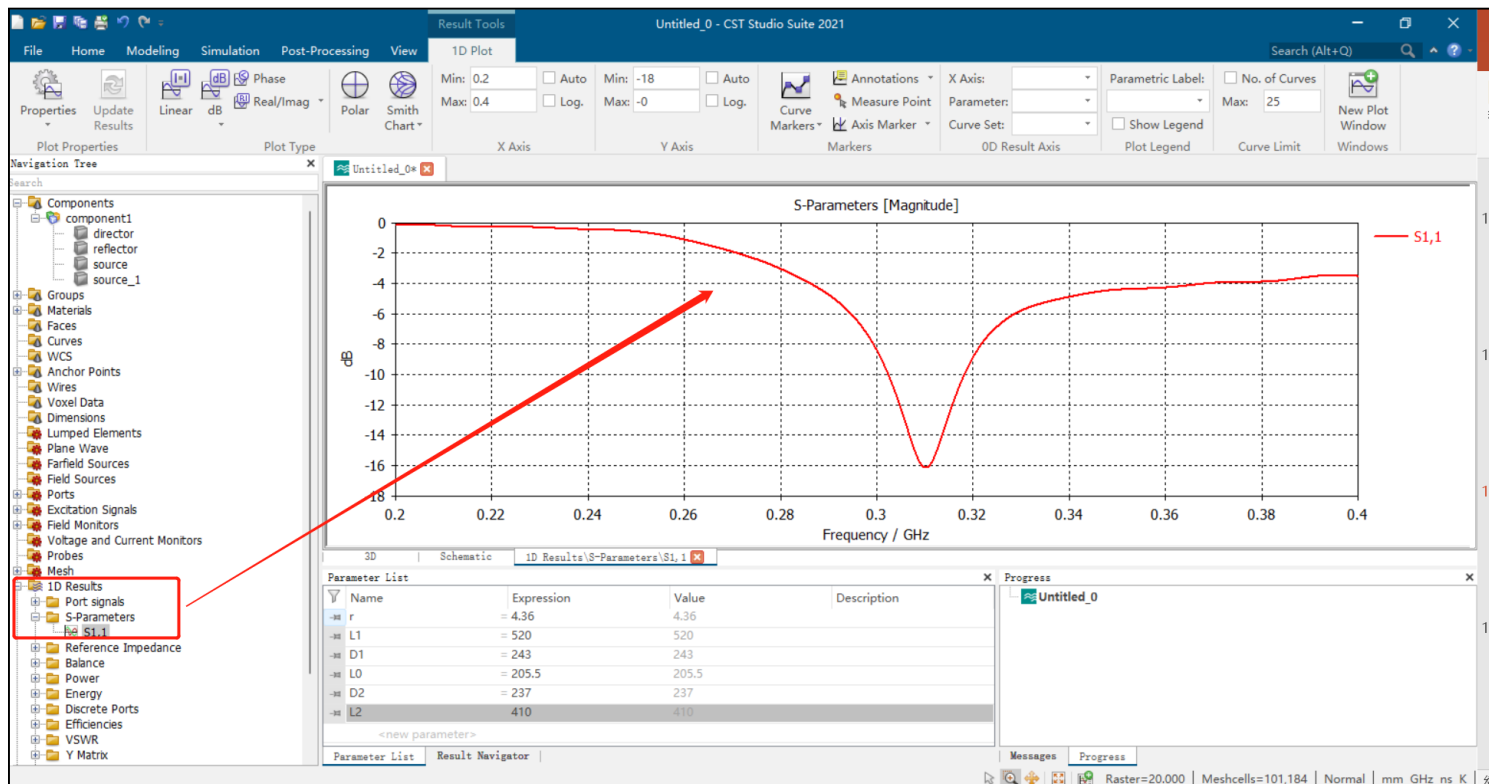 Result Tools
Untitled_0 - CST Studio Suite 2021
File Home Modeling Simulation Post-Processing View 1D Plot Search (Alt+Q)
Properties
Update Results
Linear
dB
Phase
Real/Imag
Polar
Smith Chart
Min: 0.2 Auto
Max: 0.4 Log.
Min: -18 Auto
Max: -0 Log.
Curve Markers
Annotations
Measure Point
Axis Marker
X Axis:
Parameter:
Curve Set:
Parametric Label:
Show Legend
No. of Curves
Max: 25
New Plot Window
Plot Properties Plot Type X Axis Y Axis Markers 0D Result Axis Plot Legend Curve Limit Windows
Navigation Tree
Search
Components
component1
director
reflector
source
source_1
Groups
Materials
Faces
Curves
WCS
Anchor Points
Wires
Voxel Data
Dimensions
Lumped Elements
Plane Wave
Farfield Sources
Field Sources
Ports
Excitation Signals
Field Monitors
Voltage and Current Monitors
Probes
Mesh
1D Results
Port signals
S-Parameters
S1,1
Reference Impedance
Balance
Power
Energy
Discrete Ports
Efficiencies
VSWR
Y Matrix
Untitled_0*
S-Parameters [Magnitude]
S1,1
0
-2
-4
-6
-8
-10
-12
-14
-16
-18
dB
0.2 0.22 0.24 0.26 0.28 0.3 0.32 0.34 0.36 0.38 0.4
Frequency / GHz
3D Schematic 1D Results\S-Parameters\S1,1
Parameter List
Name Expression Value Description
r = 4.36 4.36
L1 = 520 520
D1 = 243 243
L0 = 205.5 205.5
D2 = 237 237
L2 410 410
<new parameter>
Parameter List Result Navigator
Progress
Untitled_0
Messages Progress
Raster=20.000 Meshcells=101,184 Normal mm GHz ns K